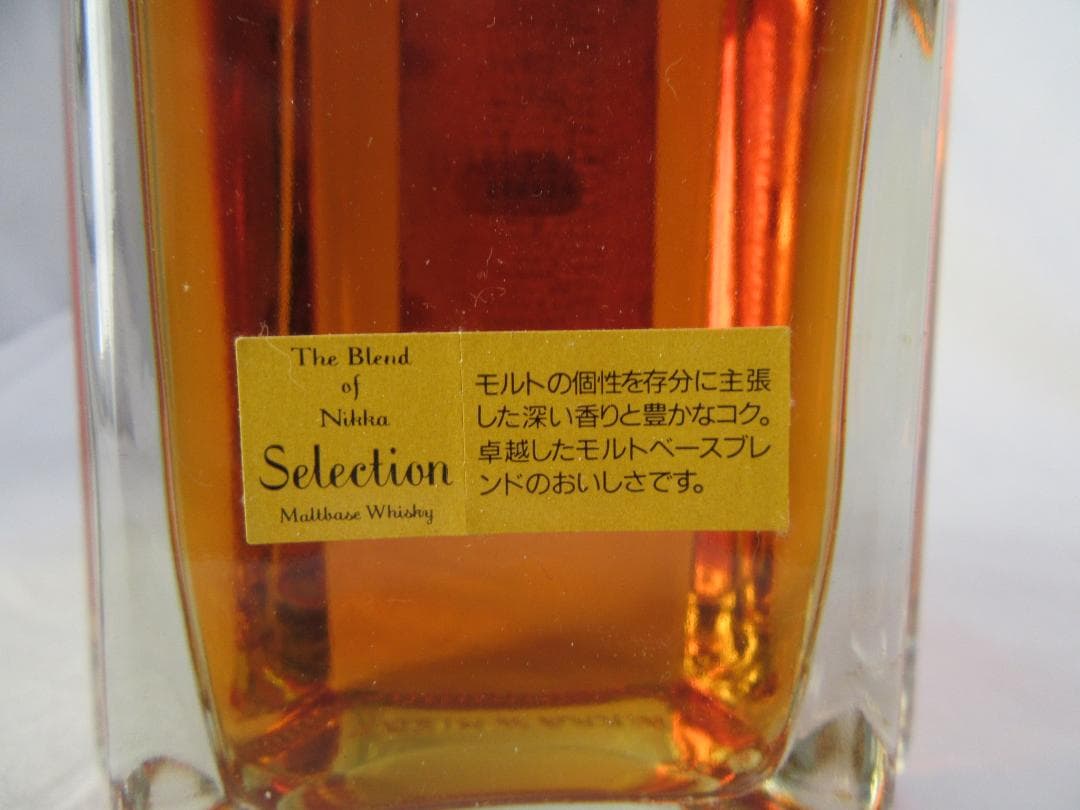 The Blend
of
Nikka
Selection
Maltbase Whisky
モルトの個性を存分に主張
した深い香りと豊かなコク。
卓越したモルトベースブレ
ンドのおいしさです。